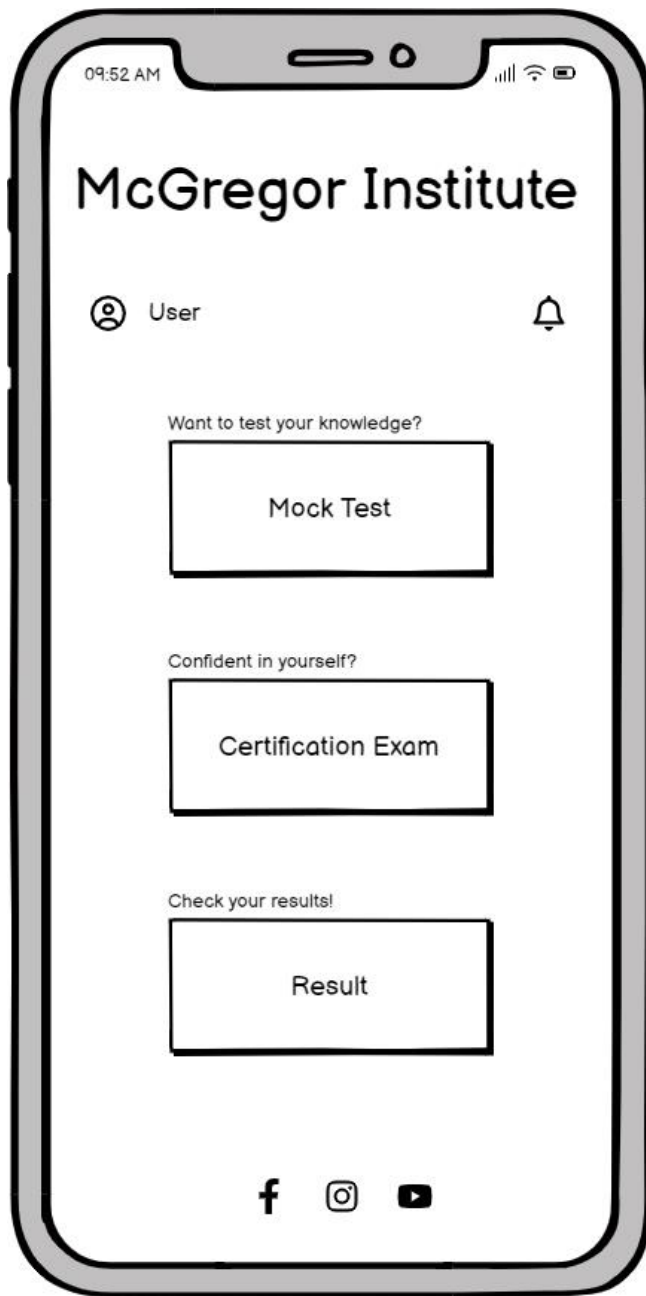 09:52 AM
McGregor Institute
User
Want to test your knowledge?
Mock Test
Confident in yourself?
Certification Exam
Check your results!
Result